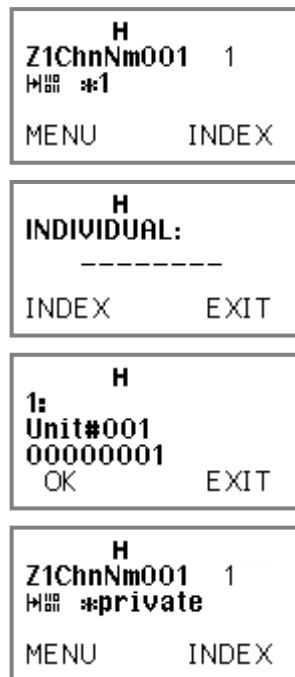 H
Z1ChnNm001 1
*1
MENU INDEX
H
INDIVIDUAL:
--------
INDEX EXIT
H
1:
Unit#001
00000001
OK EXIT
H
Z1ChnNm001 1
*private
MENU INDEX